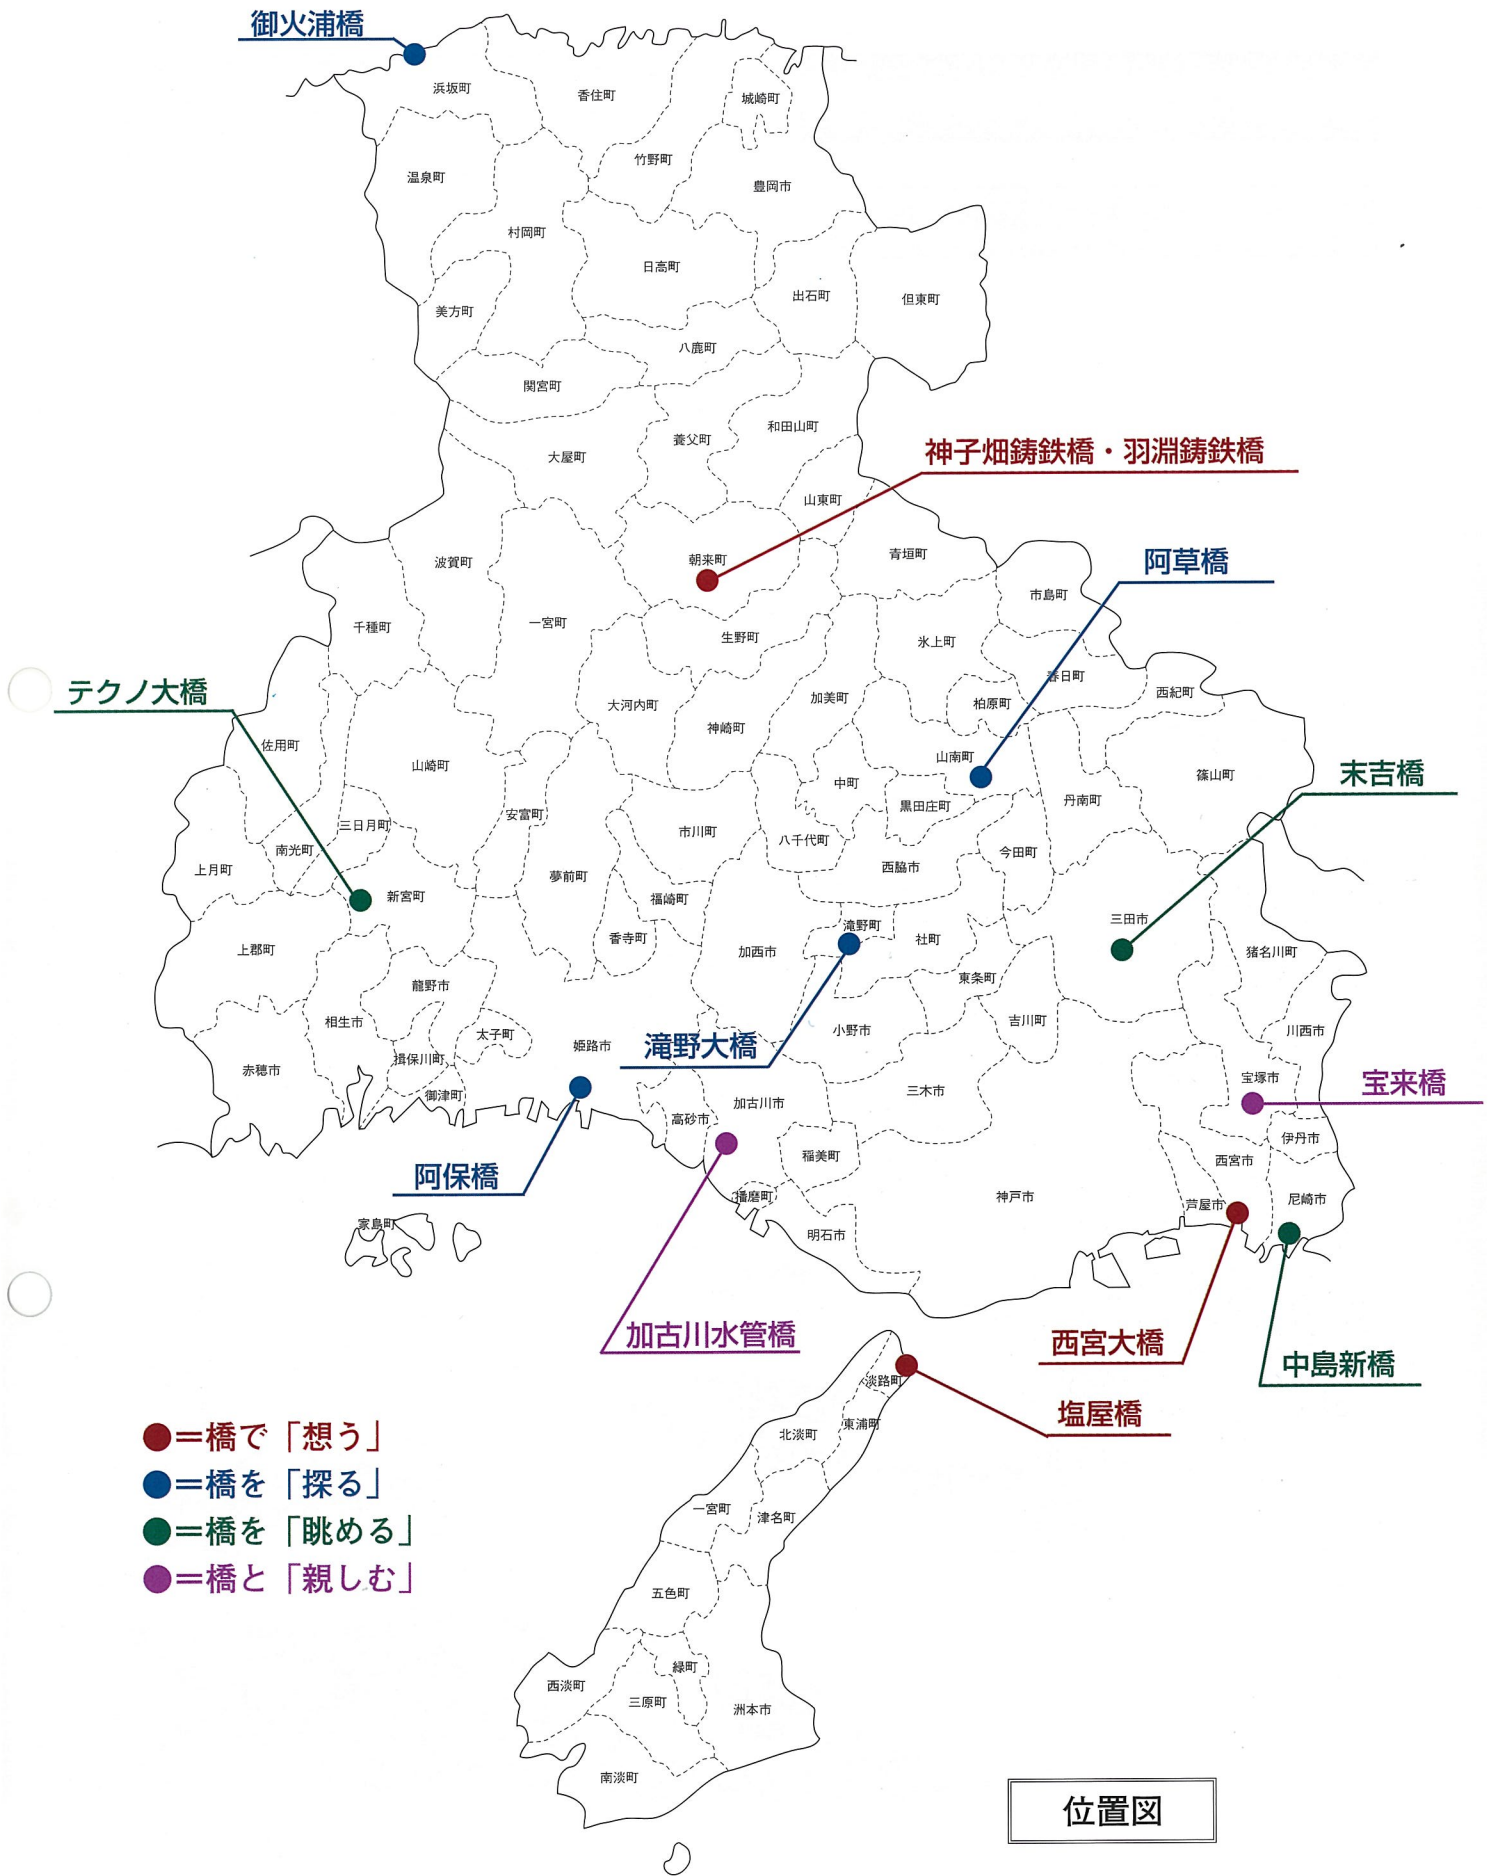 御火浦橋
浜坂町
香住町
城崎町
竹野町
温泉町
豊岡市
村岡町
日高町
出石町
但東町
美方町
八鹿町
関宮町
和田山町
養父町
大屋町
神子畑鋳鉄橋・羽淵鋳鉄橋
山東町
朝来町
青垣町
阿草橋
波賀町
市島町
千種町
一宮町
生野町
氷上町
春日町
テクノ大橋
西紀町
加美町
柏原町
大河内町
神崎町
佐用町
山南町
山崎町
篠山町
末吉橋
中町
丹南町
黒田庄町
安富町
三日月町
市川町
八千代町
南光町
今田町
上月町
西脇市
夢前町
新宮町
福崎町
三田市
滝野町
香寺町
社町
上郡町
加西市
猪名川町
東条町
龍野市
相生市
吉川町
太子町
小野市
川西市
姫路市
滝野大橋
揖保川町
赤穂市
宝塚市
宝来橋
三木市
御津町
加古川市
高砂市
伊丹市
稲美町
西宮市
阿保橋
播磨町
神戸市
尼崎市
芦屋市
家島町
明石市
加古川水管橋
西宮大橋
中島新橋
淡路町
塩屋橋
東浦町
北淡町
●＝橋で「想う」
●＝橋を「探る」
●＝橋を「眺める」
●＝橋と「親しむ」
一宮町
津名町
五色町
緑町
西淡町
三原町
洲本市
南淡町
位置図